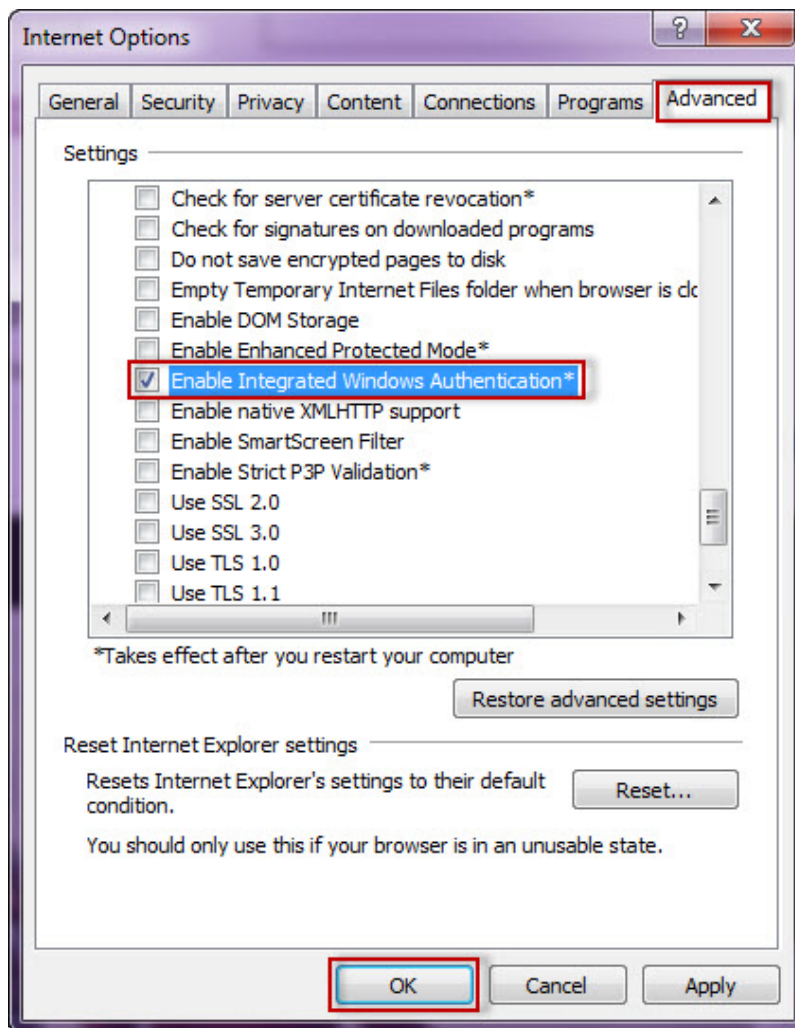 Internet Options
General Security Privacy Content Connections Programs Advanced
Settings
Check for server certificate revocation*
Check for signatures on downloaded programs
Do not save encrypted pages to disk
Empty Temporary Internet Files folder when browser is clc
Enable DOM Storage
Enable Enhanced Protected Mode*
Enable Integrated Windows Authentication*
Enable native XMLHTTP support
Enable SmartScreen Filter
Enable Strict P3P Validation*
Use SSL 2.0
Use SSL 3.0
Use TLS 1.0
Use TLS 1.1
*Takes effect after you restart your computer
Restore advanced settings
Reset Internet Explorer settings
Resets Internet Explorer's settings to their default
condition.
Reset...
You should only use this if your browser is in an unusable state.
OK Cancel Apply